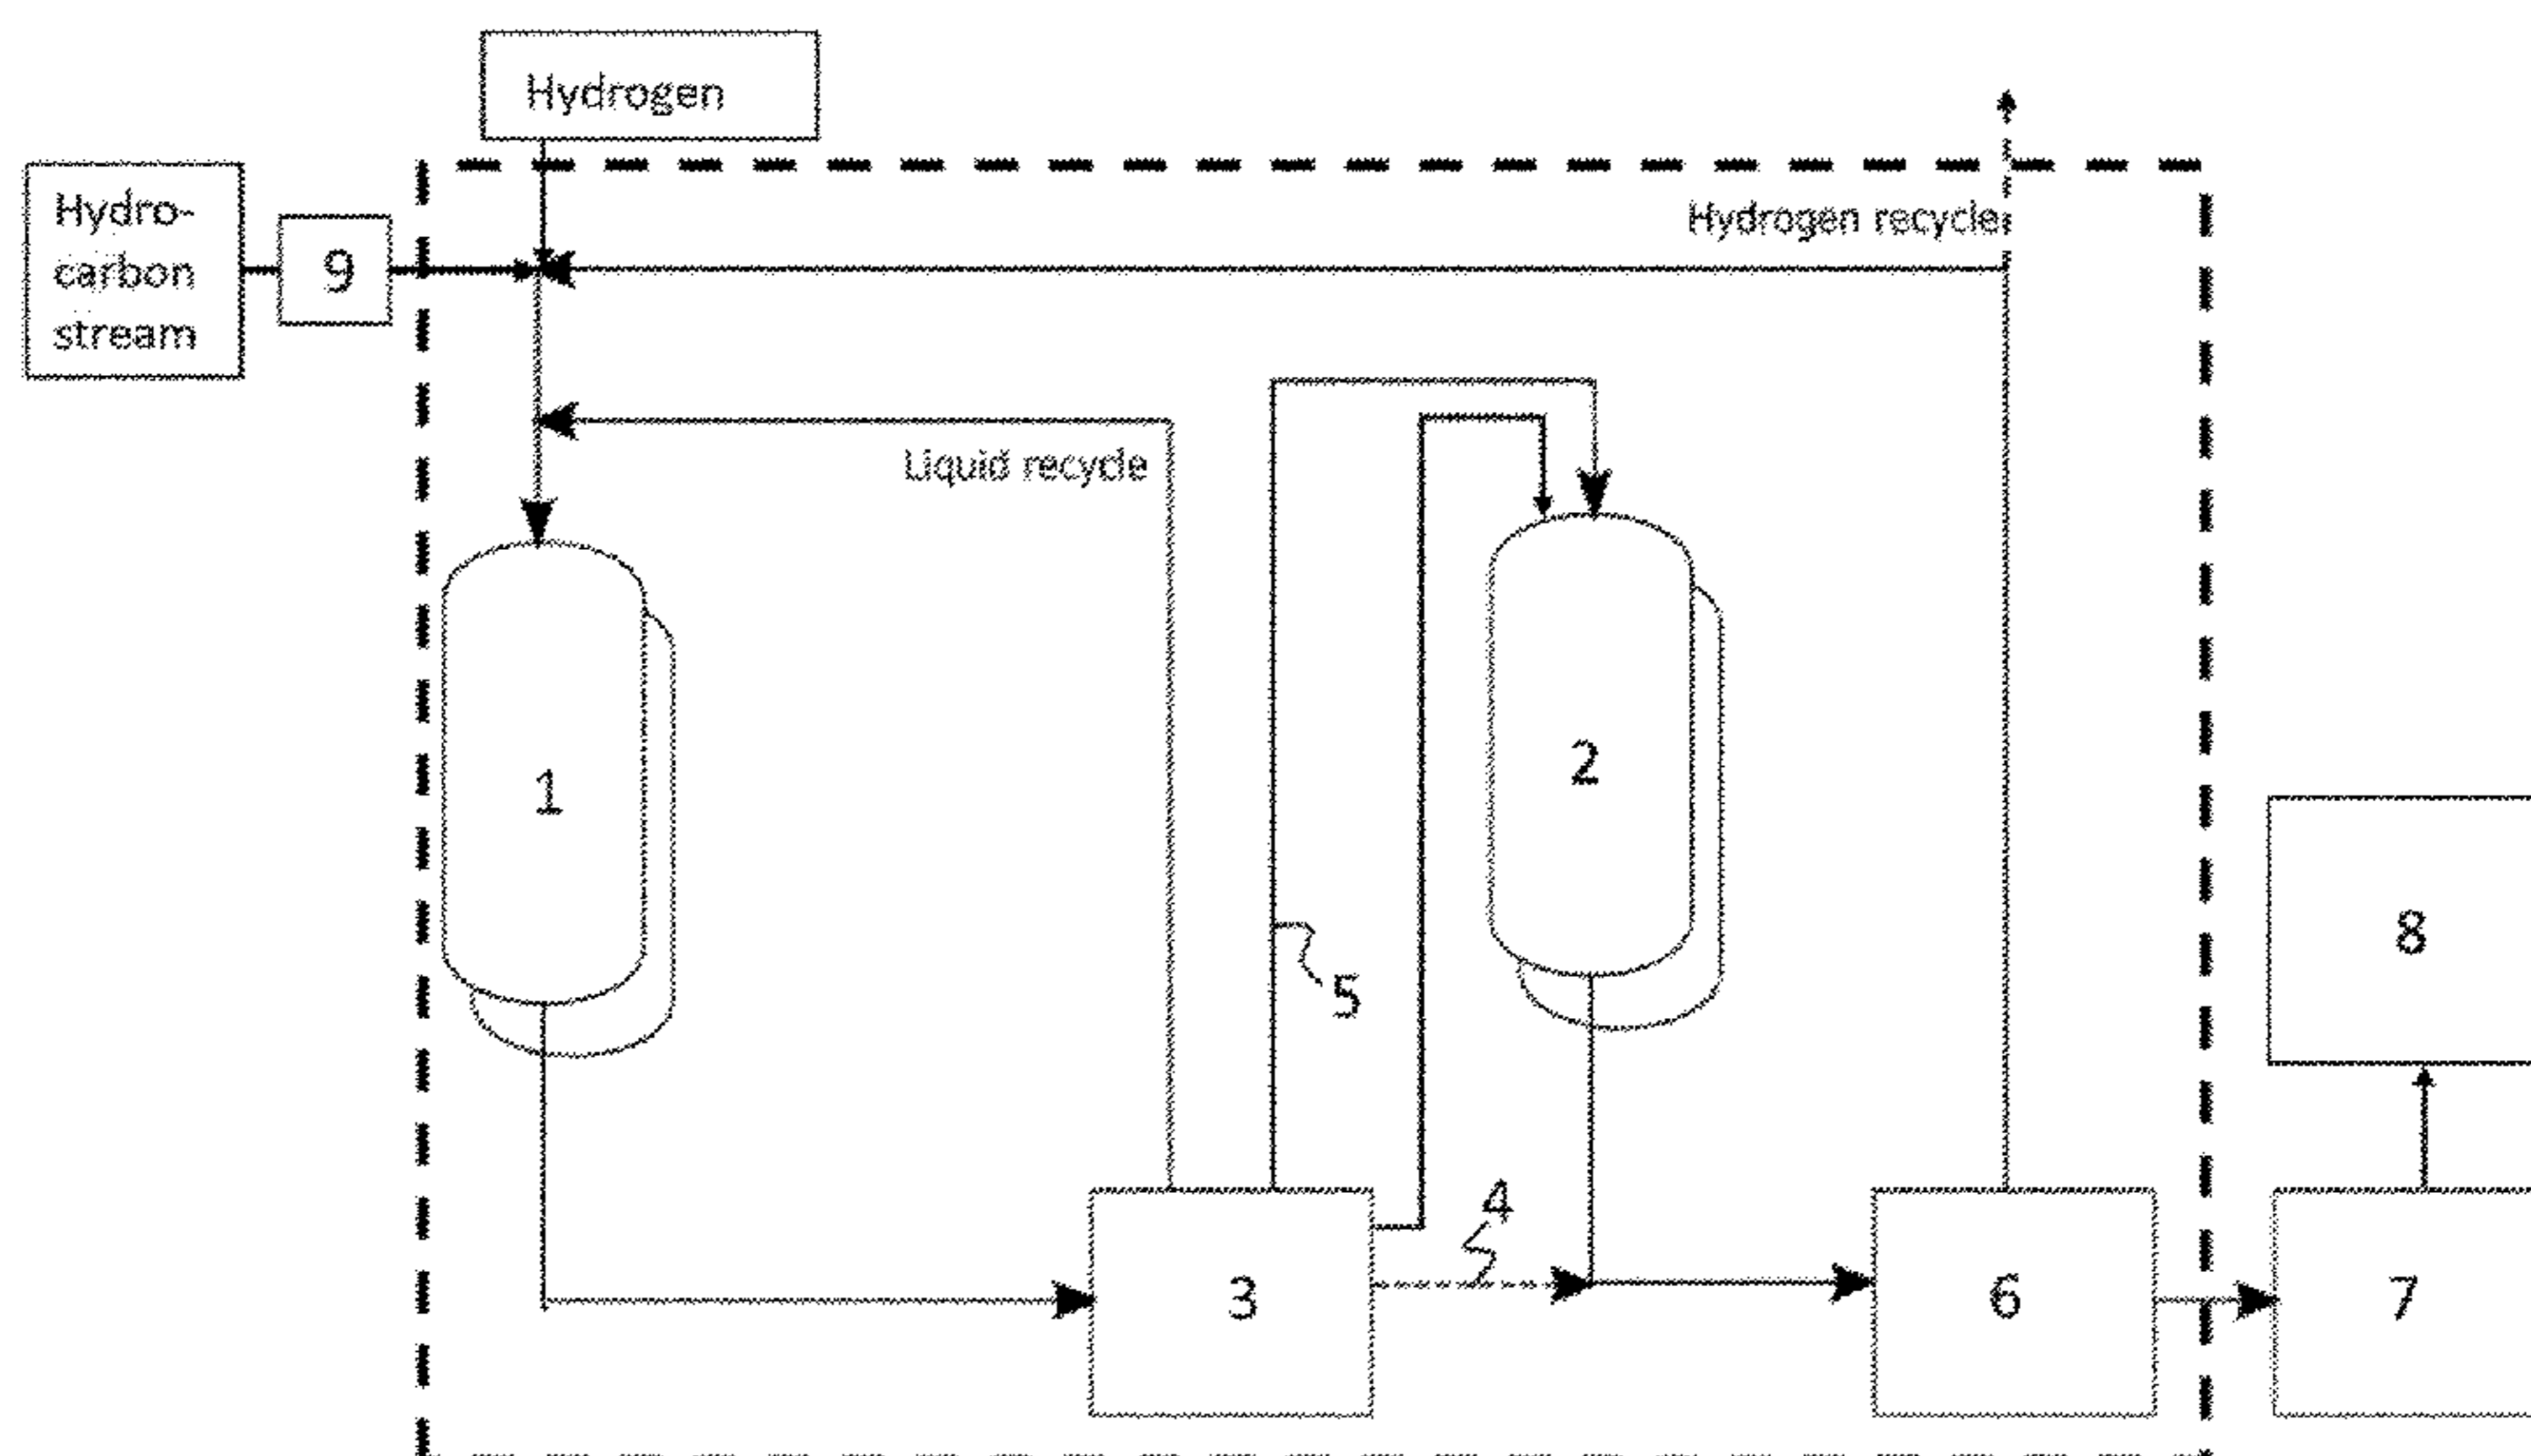 Hydrogen
Hydro-
carbon
stream
9
Hydrogen recycle
Liquid recycle
1
2
5
8
4
3
6
7